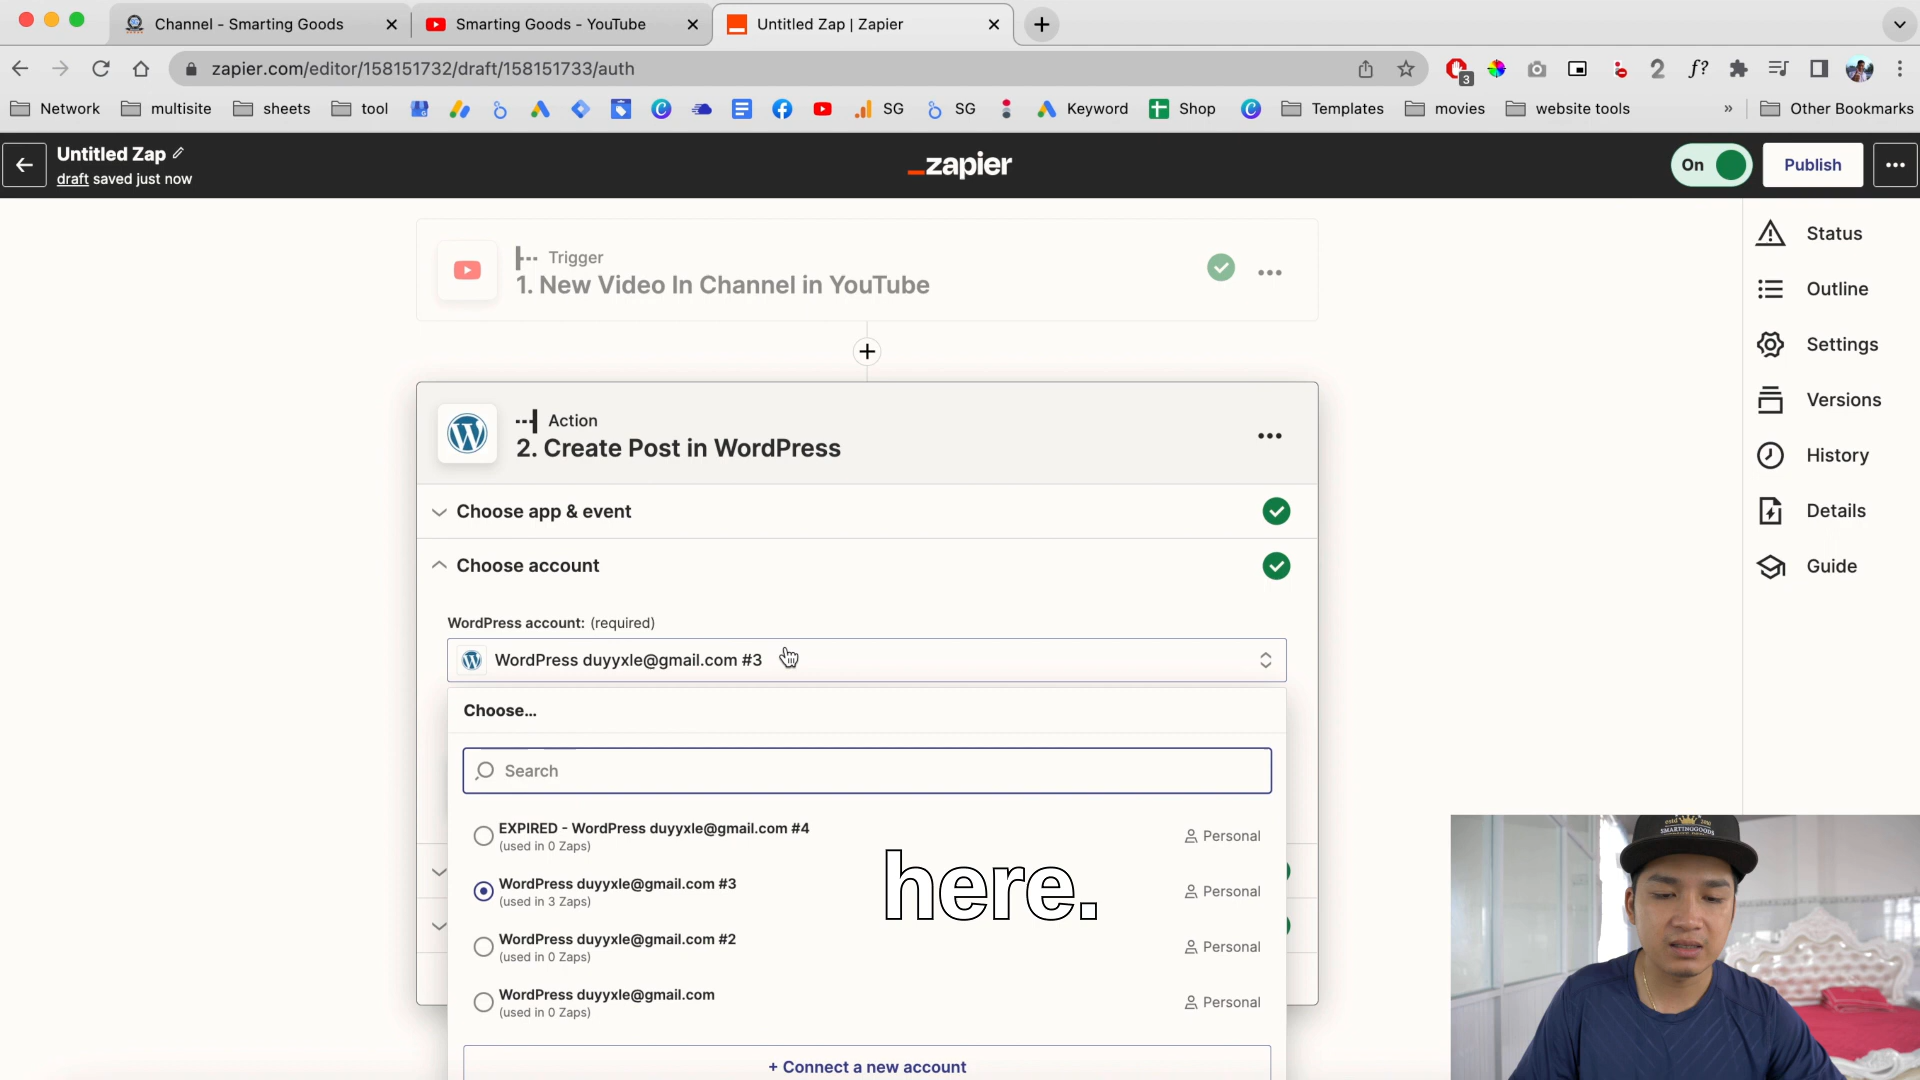 Channel - Smarting Goods
Smarting Goods - YouTube
Untitled Zap | Zapier
zapier.com/editor/158151732/draft/158151733/auth
3
2
f?
Network
multisite
sheets
tool
SG
SG
Keyword
Shop
Templates
movies
website tools
»
Other Bookmarks
Untitled Zap
draft saved just now
_zapier
On
Publish
Trigger
1. New Video In Channel in YouTube
Action
2. Create Post in WordPress
Choose app & event
Choose account
WordPress account: (required)
WordPress duyyxle@gmail.com #3
Choose...
Search
EXPIRED - WordPress duyyxle@gmail.com #4
(used in 0 Zaps)
Personal
WordPress duyyxle@gmail.com #3
(used in 3 Zaps)
Personal
WordPress duyyxle@gmail.com #2
(used in 0 Zaps)
Personal
WordPress duyyxle@gmail.com
(used in 0 Zaps)
Personal
+ Connect a new account
here.
Status
Outline
Settings
Versions
History
Details
Guide
SMARTINGGOODS